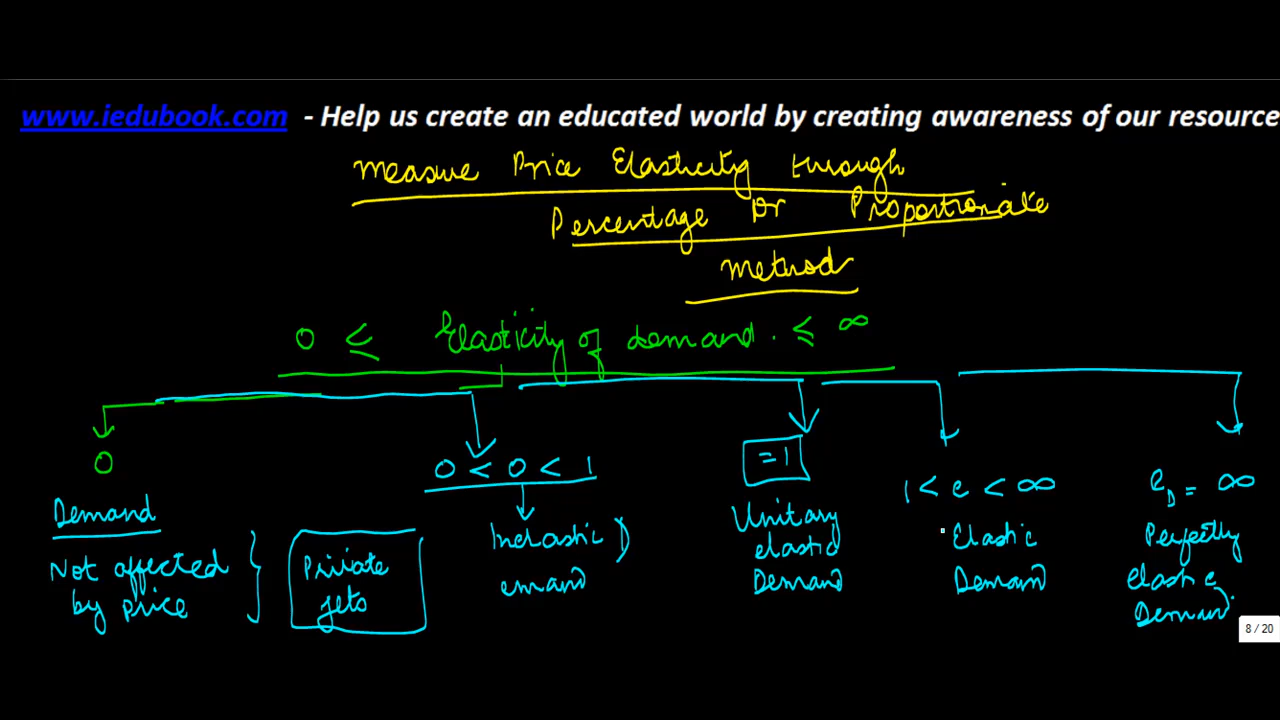 www.iedubook.com - Help us create an educated world by creating awareness of our resource
Measure Price Elasticity through
Percentage Or Proportionate
Method
0 ≤ Elasticity of demand. ≤ ∞
0
0 < 0 < 1
= 1
1 < e < ∞
e_D = ∞
Demand
Not affected
by price
Private
jets
Inelastic D
emand
Unitary
elastic
Demand
Elastic
Demand
Perfectly
elastic
Demand
8 / 20